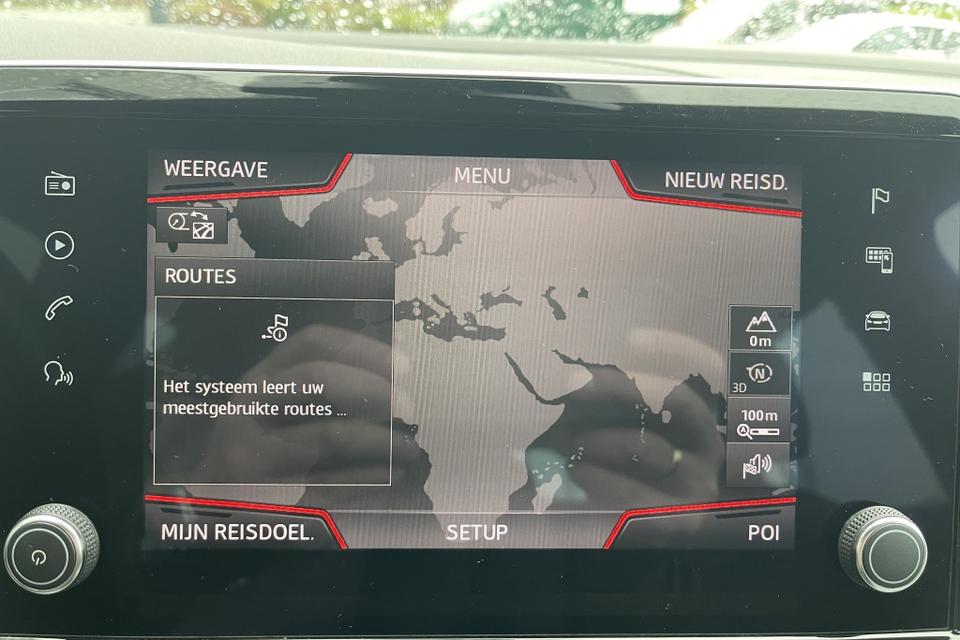 WEERGAVE
MENU
NIEUW REISD.
ROUTES
Het systeem leert uw
meestgebruikte routes ...
0m
N
3D
100m
A
MIJN REISDOEL.
SETUP
POI